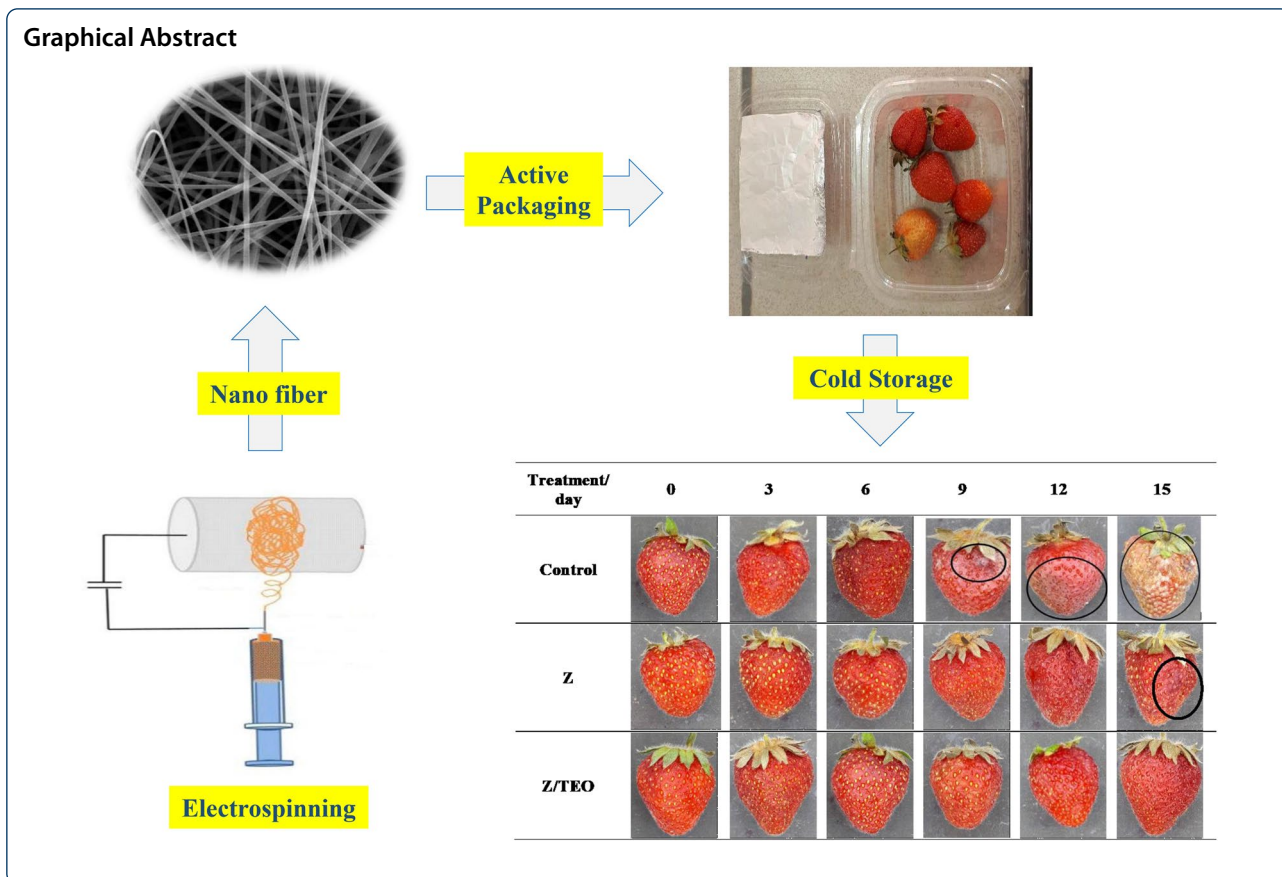 Graphical Abstract
Active
Packaging
Nano fiber
Cold Storage
Electrospinning
Treatment/
day
0 3 6 9 12 15
Control
Z
Z/TEO